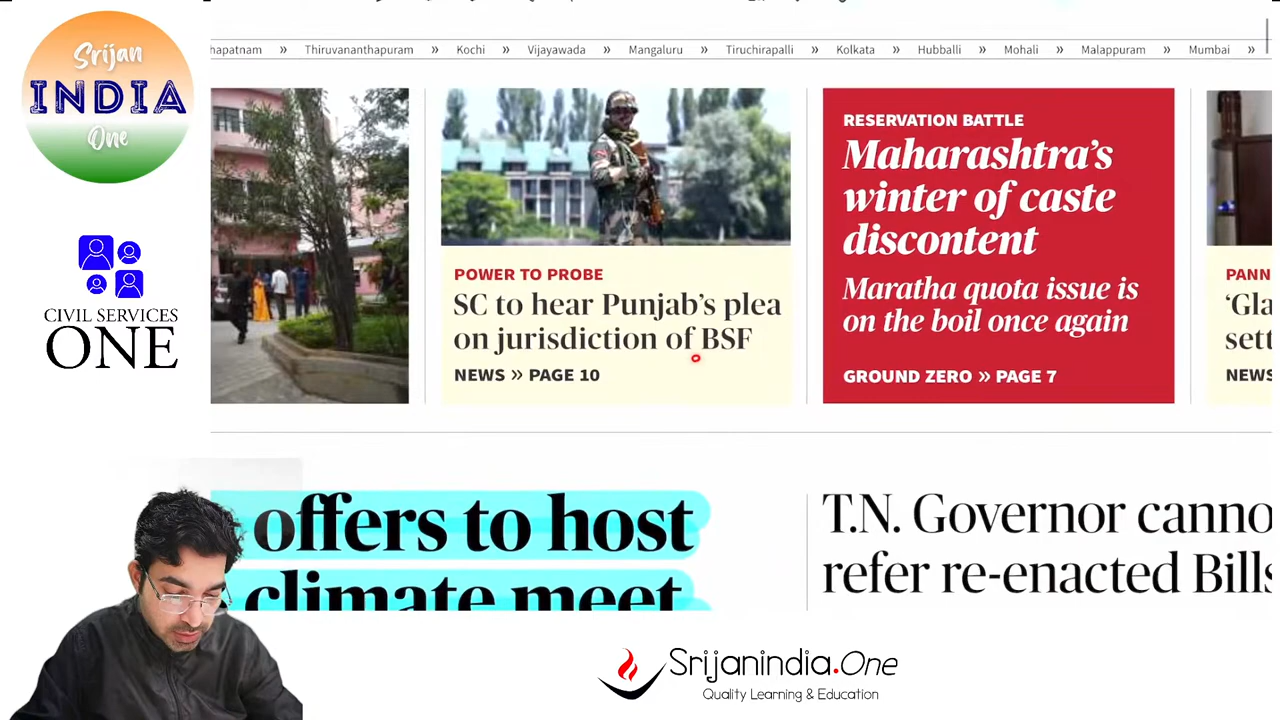 Srijan
INDIA
One
CIVIL SERVICES
ONE
hapatnam » Thiruvananthapuram » Kochi » Vijayawada » Mangaluru » Tiruchirapalli Kolkata » Hubballi » Mohali » Malappuram » Mumbai »
POWER TO PROBE
SC to hear Punjab's plea
on jurisdiction of BSF
NEWS » PAGE 10
RESERVATION BATTLE
Maharashtra's
winter of caste
discontent
Maratha quota issue is
on the boil once again
GROUND ZERO » PAGE 7
PANN
'Gla
sett
NEWS
offers to host
climate meet
T.N. Governor canno
refer re-enacted Bills
Srijanindia.One
Quality Learning & Education